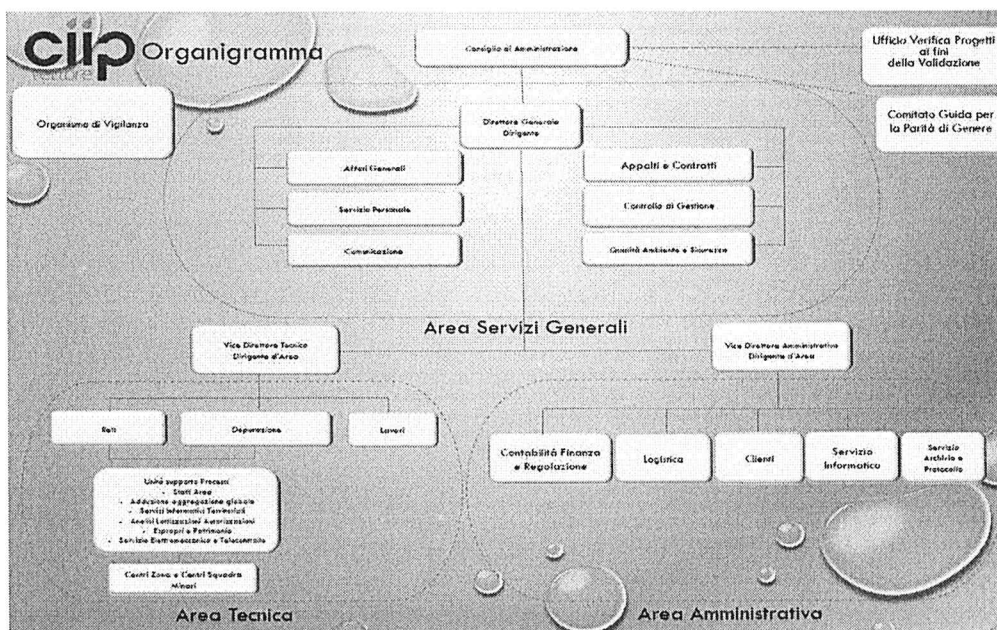 ciip Organigramma
vettore
Consiglio di Amministrazione
Ufficio Verifica Progetti
ai fini
della Validazione
Organismo di Vigilanza
Direttore Generale
Dirigente
Comitato Guida per
la Parità di Genere
Affari Generali
Appalti e Contratti
Servizio Personale
Controllo di Gestione
Comunicazione
Qualità Ambiente e Sicurezza
Area Servizi Generali
Vice Direttore Tecnico
Dirigente d'Area
Vice Direttore Amministrativo
Dirigente d'Area
Reti
Depurazione
Lavori
Contabilità Finanza
e Regolazione
Logistica
Clienti
Servizio
Informatico
Servizio
Archivio e
Protocollo
Unità supporto Processi
• Staff Area
• Adduzione aggregazione globale
• Servizi Informativi Territoriali
• Analisi Lottizzazioni Autorizzazioni
• Espropri e Patrimonio
• Servizio Elettromeccanico e Telecontrollo
Centri Zona e Centri Squadra
Minori
Area Tecnica
Area Amministrativa